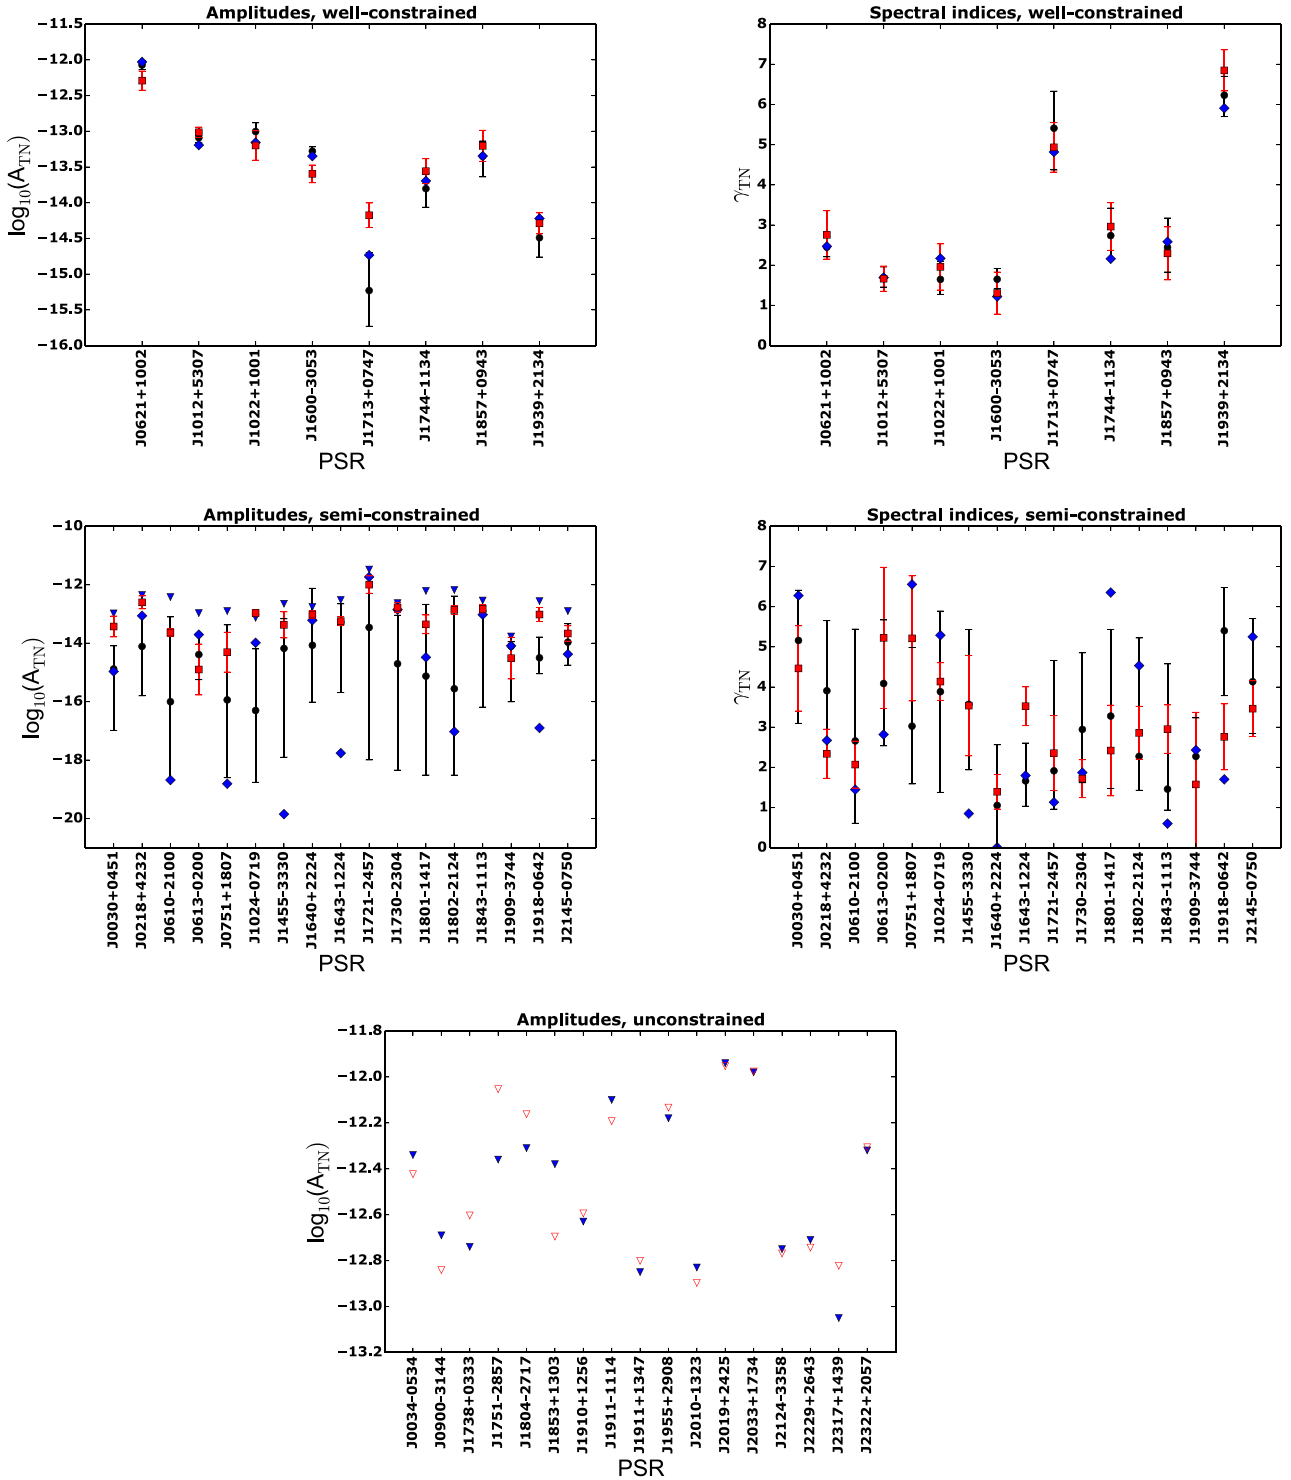 Amplitudes, well-constrained
−11.5
−12.0
−12.5
−13.0
−13.5
−14.0
−14.5
−15.0
−15.5
−16.0
log₁₀(A_TN)
J0621+1002
J1012+5307
J1022+1001
J1600-3053
J1713+0747
J1744-1134
J1857+0943
J1939+2134
PSR
Spectral indices, well-constrained
8
7
6
5
4
3
2
1
0
γ_TN
J0621+1002
J1012+5307
J1022+1001
J1600-3053
J1713+0747
J1744-1134
J1857+0943
J1939+2134
PSR
Amplitudes, semi-constrained
−10
−12
−14
−16
−18
−20
log₁₀(A_TN)
J0030+0451
J0218+4232
J0610-2100
J0613-0200
J0751+1807
J1024-0719
J1455-3330
J1640+2224
J1643-1224
J1721-2457
J1730-2304
J1801-1417
J1802-2124
J1843-1113
J1909-3744
J1918-0642
J2145-0750
PSR
Spectral indices, semi-constrained
8
7
6
5
4
3
2
1
0
γ_TN
J0030+0451
J0218+4232
J0610-2100
J0613-0200
J0751+1807
J1024-0719
J1455-3330
J1640+2224
J1643-1224
J1721-2457
J1730-2304
J1801-1417
J1802-2124
J1843-1113
J1909-3744
J1918-0642
J2145-0750
PSR
Amplitudes, unconstrained
−11.8
−12.0
−12.2
−12.4
−12.6
−12.8
−13.0
−13.2
log₁₀(A_TN)
J0034-0534
J0900-3144
J1738+0333
J1751-2857
J1804-2717
J1853+1303
J1910+1256
J1911-1114
J1911+1347
J1955+2908
J2010-1323
J2019+2425
J2033+1734
J2124-3358
J2229+2643
J2317+1439
J2322+2057
PSR